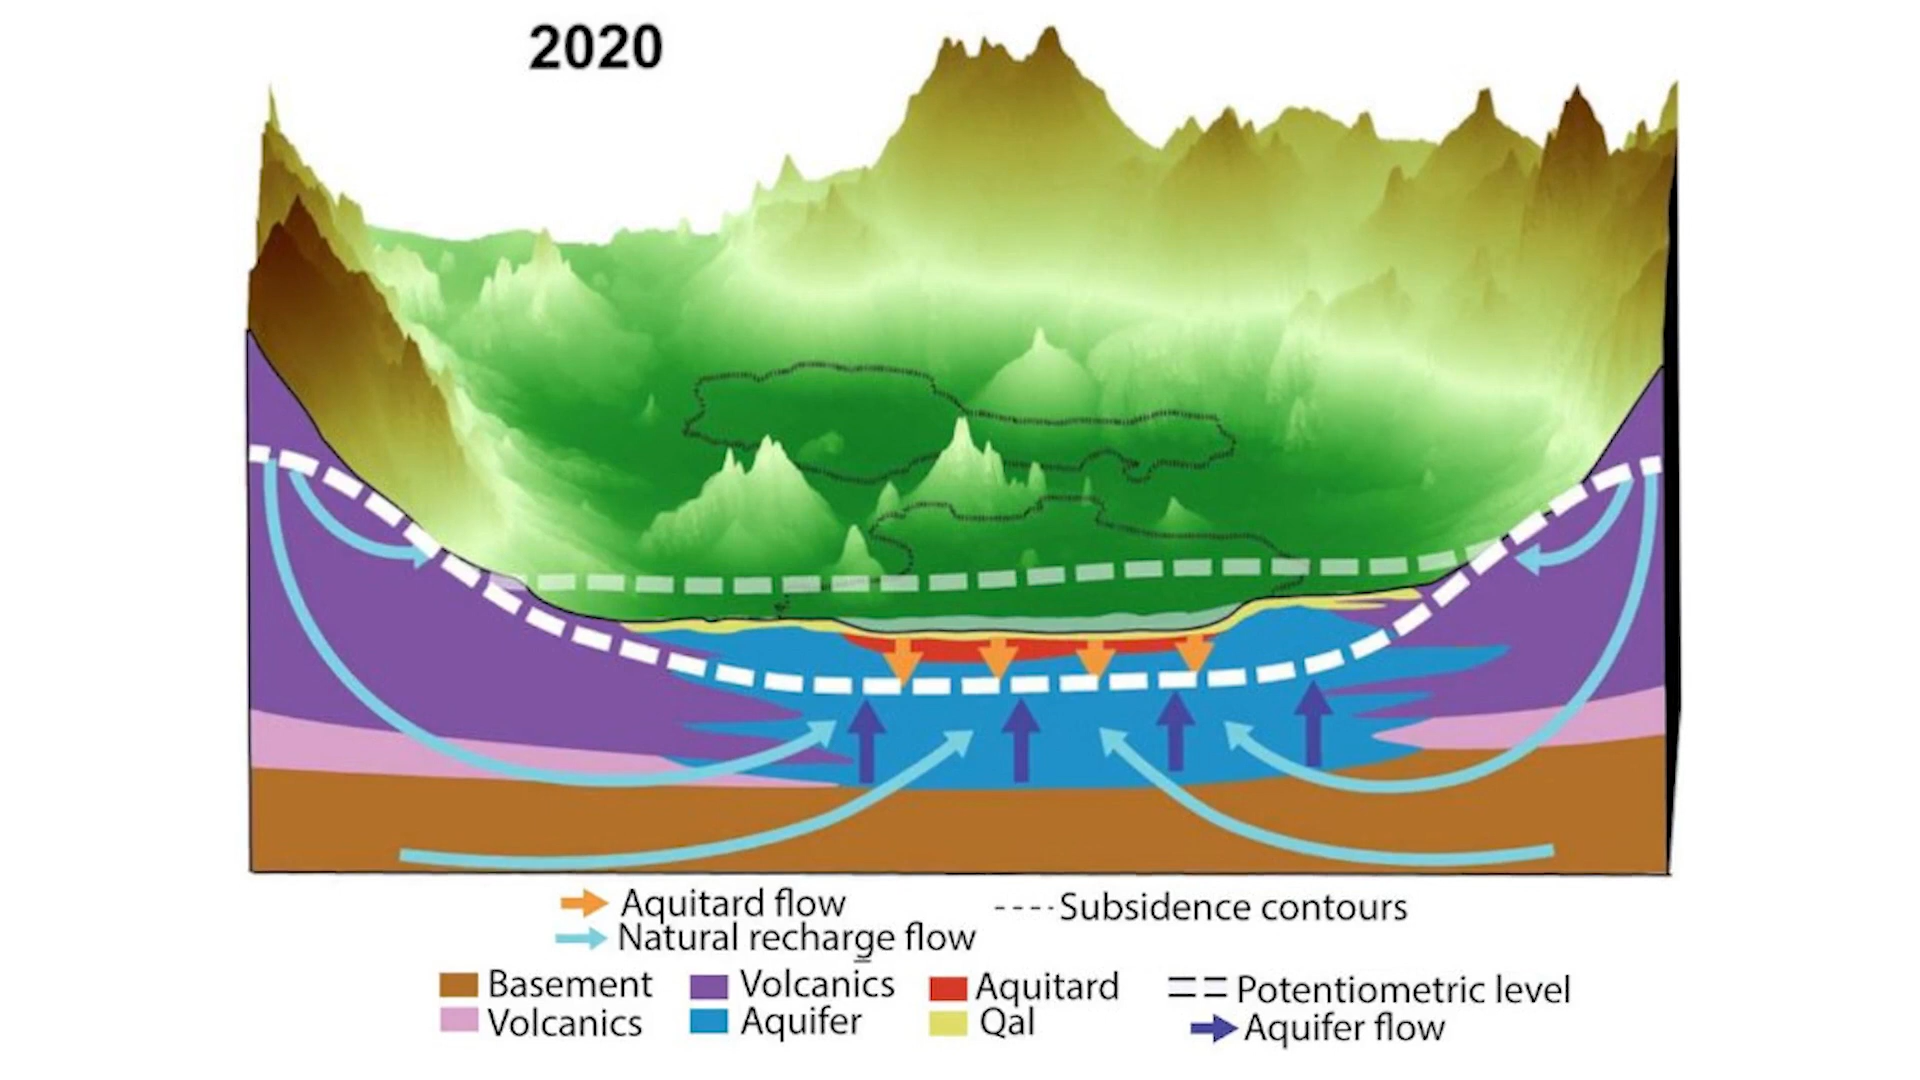 2020
Aquitard flow
Subsidence contours
Natural recharge flow
Basement
Volcanics
Aquitard
Potentiometric level
Volcanics
Aquifer
Qal
Aquifer flow